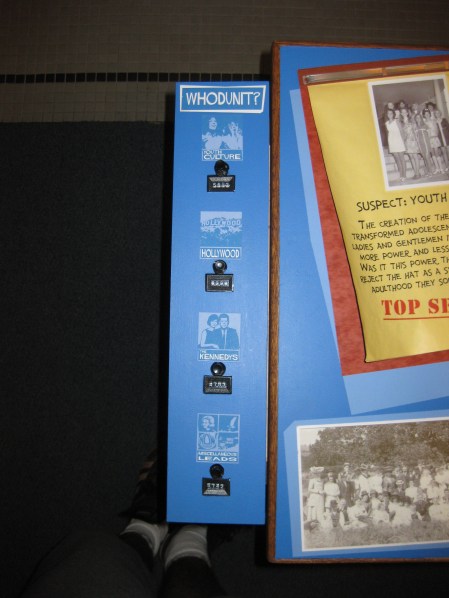 WHODUNIT?
YOUTH
CULTURE
HOLLYWOOD
THE
KENNEDYS
MISCELLANEOUS
LEADS
SUSPECT: YOUTH
THE CREATION OF THE
TRANSFORMED ADOLESCEN
LADIES AND GENTLEMEN
MORE POWER, AND LESS
WAS IT THIS POWER, TH
REJECT THE HAT AS A S
ADULTHOOD THEY SO
TOP SE